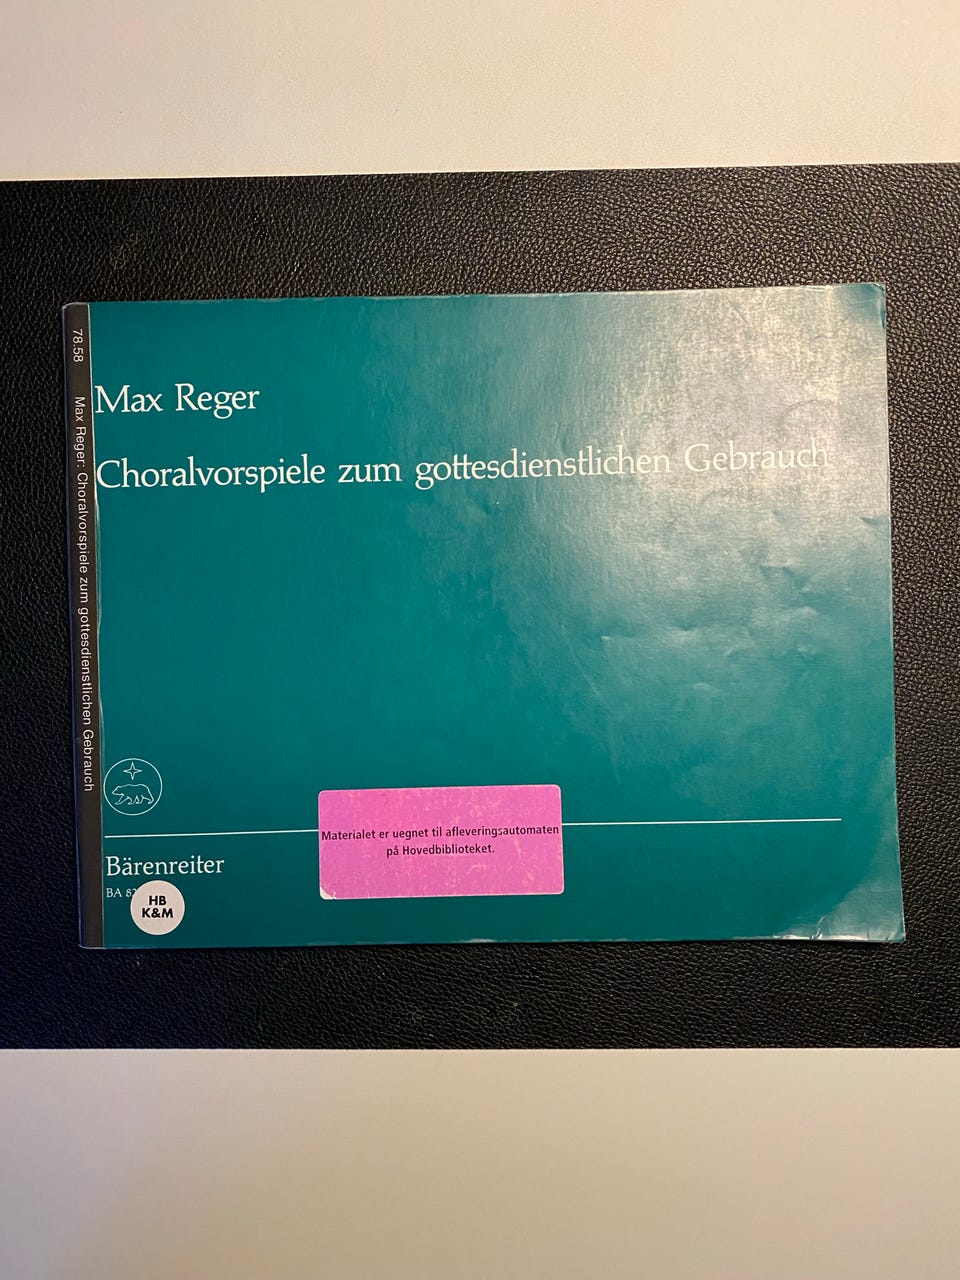 78.58 Max Reger: Choralvorspiele zum gottesdienstlichen Gebrauch
Max Reger
Choralvorspiele zum gottesdienstlichen Gebrauch
Materialet er uegnet til afleveringsautomaten
på Hovedbiblioteket.
Bärenreiter
BA
HB
K&M